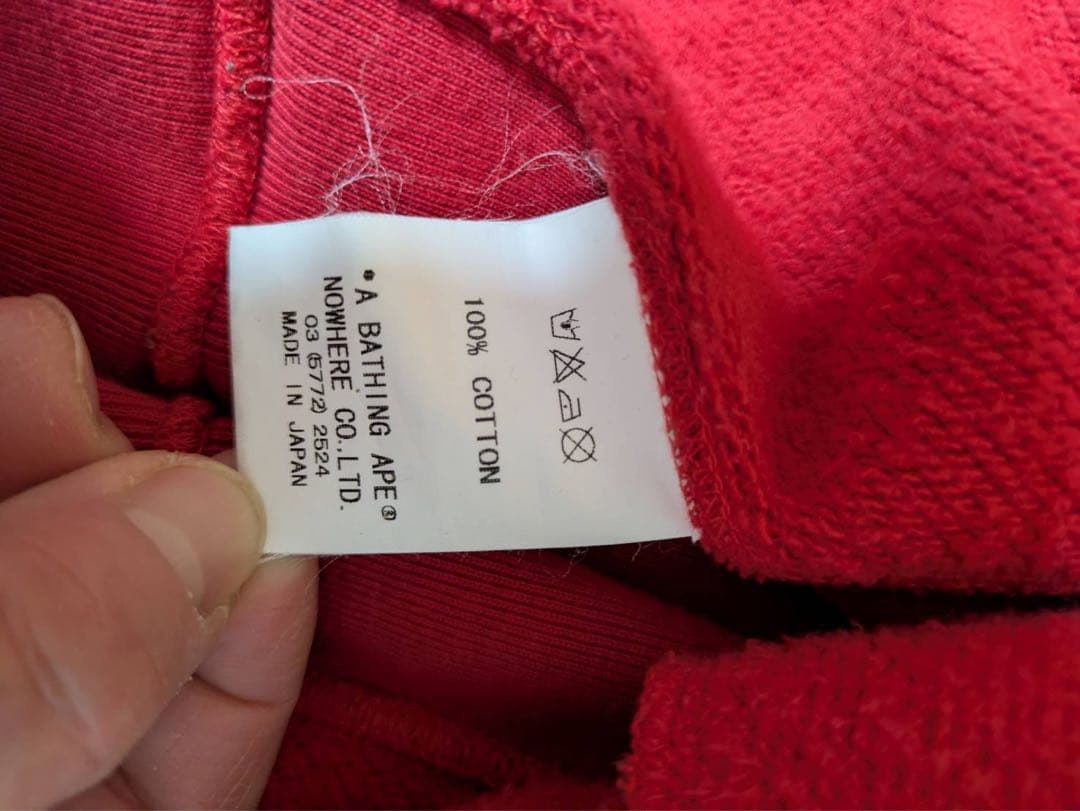 100% COTTON
*A BATHING APE®
NOWHERE CO.,LTD.
03 (5772) 2524
MADE IN JAPAN